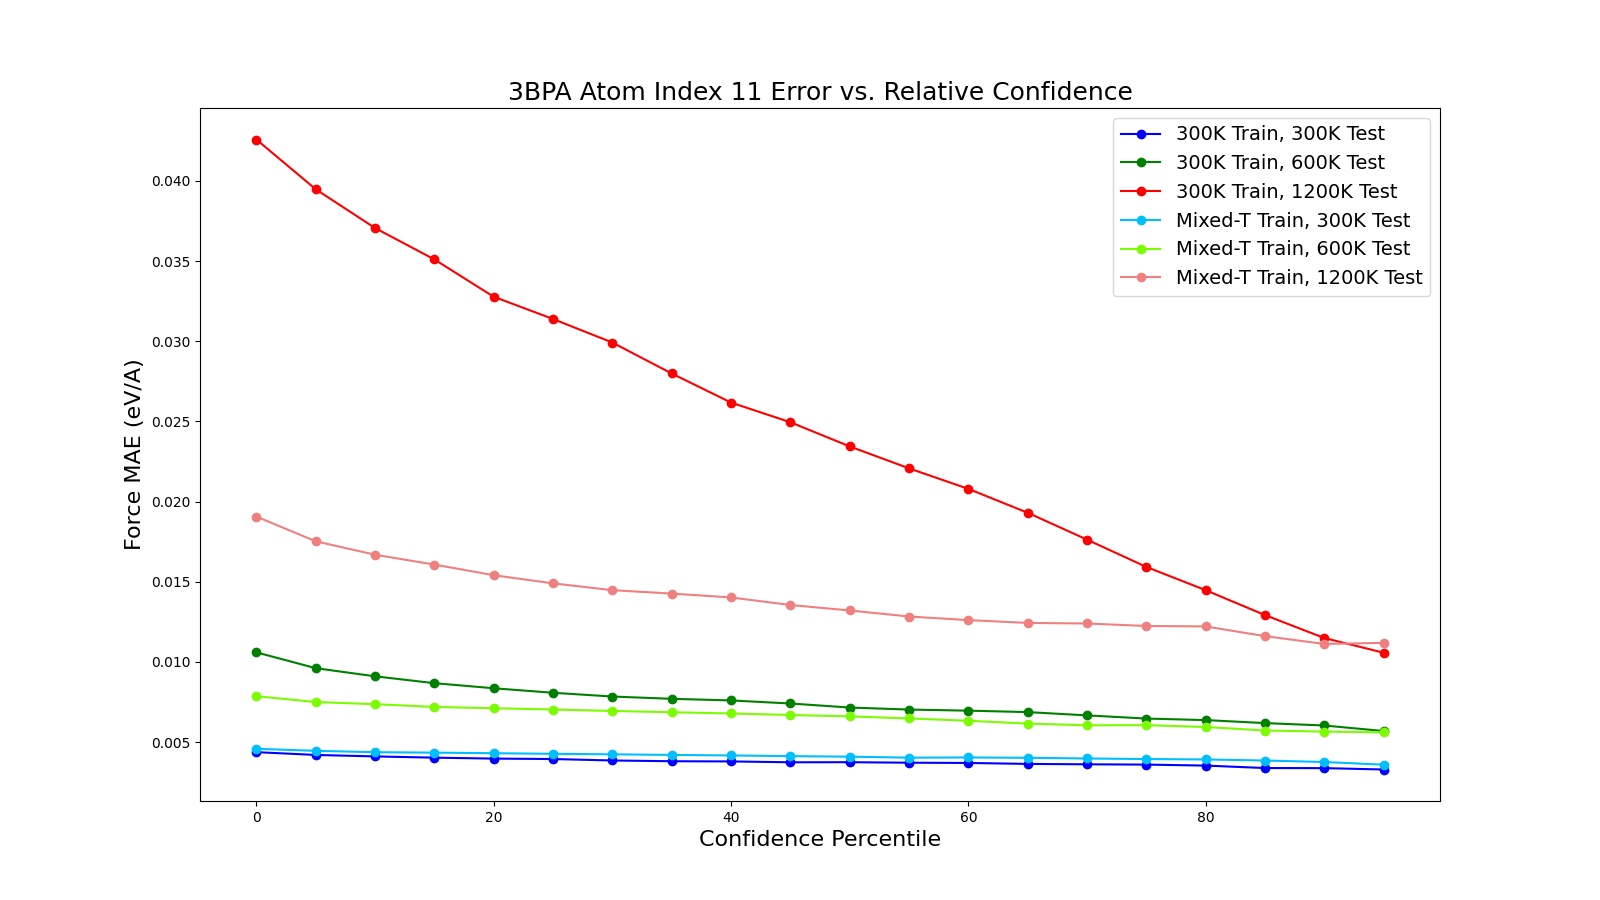 3BPA Atom Index 11 Error vs. Relative Confidence
300K Train, 300K Test
300K Train, 600K Test
300K Train, 1200K Test
Mixed-T Train, 300K Test
Mixed-T Train, 600K Test
Mixed-T Train, 1200K Test
Force MAE (eV/A)
0.040
0.035
0.030
0.025
0.020
0.015
0.010
0.005
0 20 40 60 80
Confidence Percentile